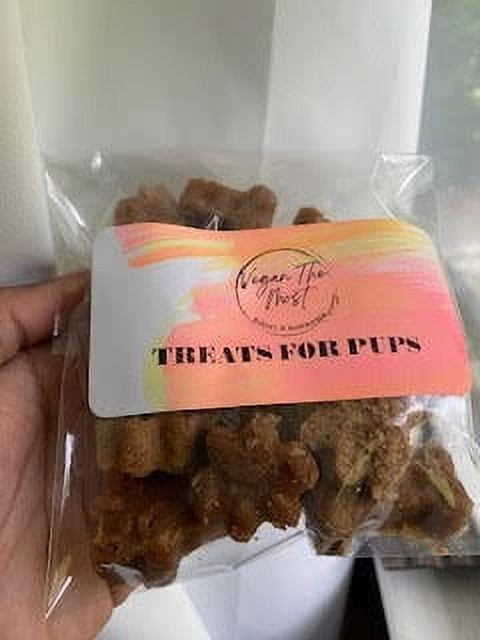 Vegan The
Most
TREATS FOR PUPS